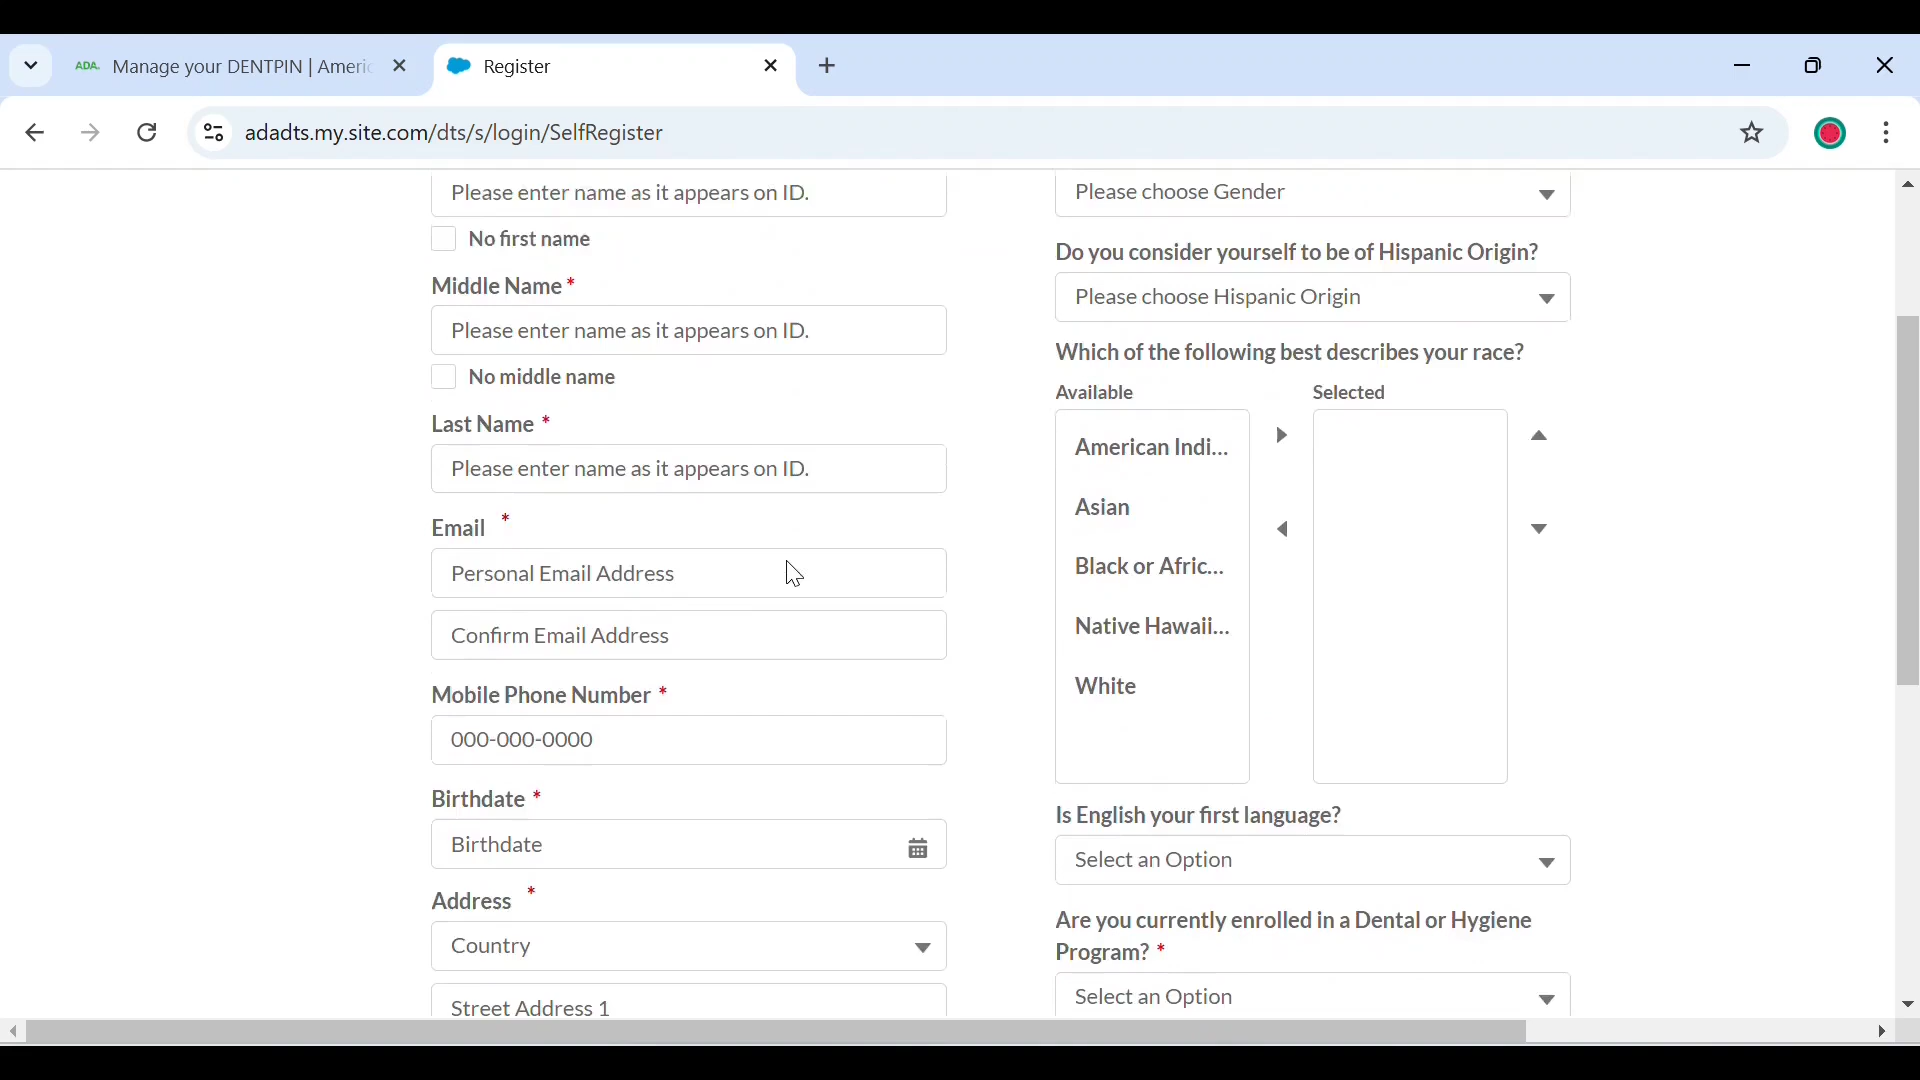 ADA. Manage your DENTPIN | Americ
Register
adadts.my.site.com/dts/s/login/SelfRegister
Please enter name as it appears on ID.
No first name
Middle Name *
Please enter name as it appears on ID.
No middle name
Last Name *
Please enter name as it appears on ID.
Email *
Personal Email Address
Confirm Email Address
Mobile Phone Number *
000-000-0000
Birthdate *
Birthdate
Address *
Country
Street Address 1
Please choose Gender
Do you consider yourself to be of Hispanic Origin?
Please choose Hispanic Origin
Which of the following best describes your race?
Available
Selected
American Indi...
Asian
Black or Afric...
Native Hawaii...
White
Is English your first language?
Select an Option
Are you currently enrolled in a Dental or Hygiene
Program? *
Select an Option